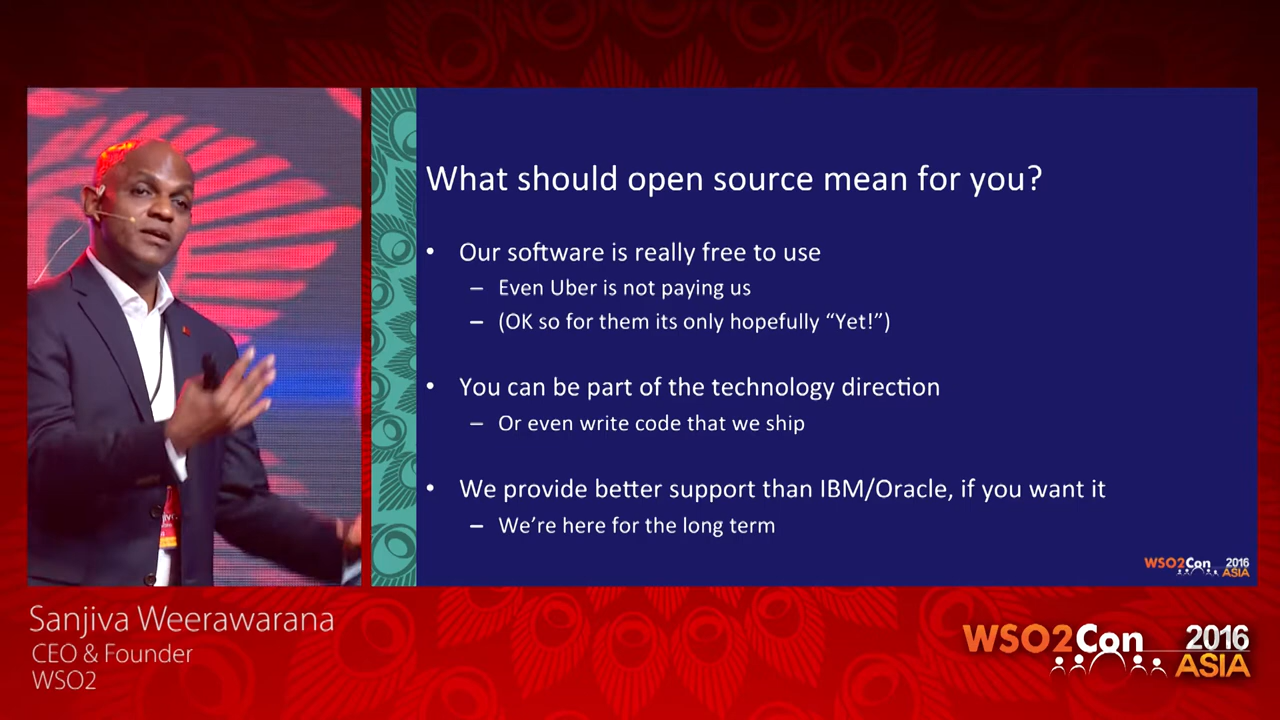 What should open source mean for you?
• Our software is really free to use
– Even Uber is not paying us
– (OK so for them its only hopefully “Yet!”)
• You can be part of the technology direction
– Or even write code that we ship
• We provide better support than IBM/Oracle, if you want it
– We’re here for the long term
WSO2Con 2016
ASIA
Sanjiva Weerawarana
CEO & Founder
WSO2
WSO2Con 2016
ASIA